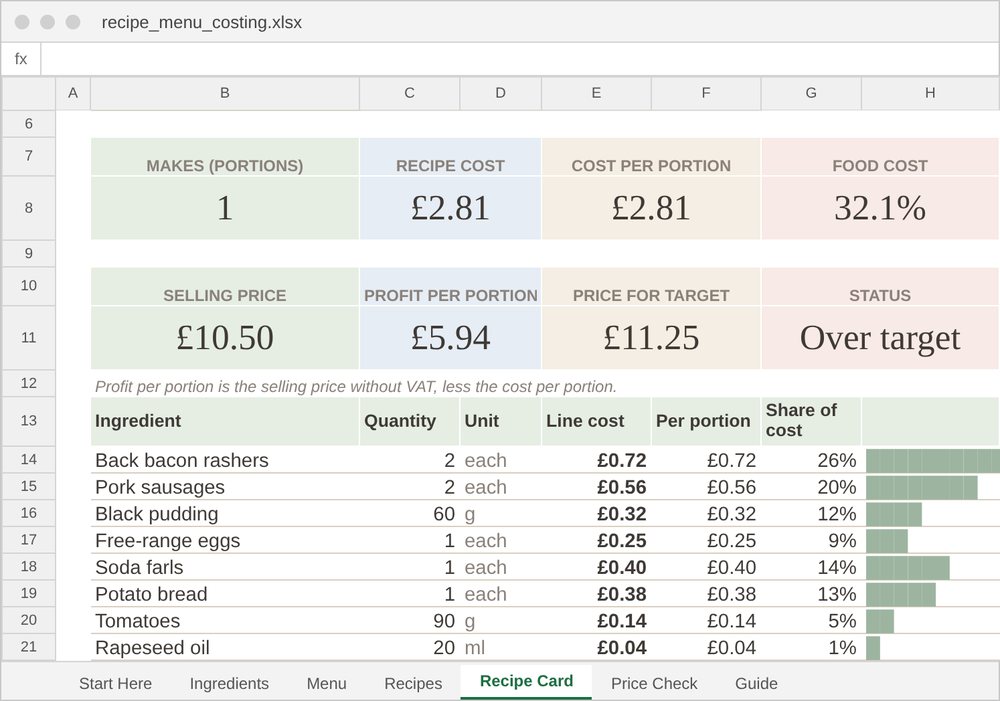 recipe_menu_costing.xlsx
fx
A B C D E F G H
6
7 MAKES (PORTIONS) RECIPE COST COST PER PORTION FOOD COST
8 1 £2.81 £2.81 32.1%
9
10 SELLING PRICE PROFIT PER PORTION PRICE FOR TARGET STATUS
11 £10.50 £5.94 £11.25 Over target
12 Profit per portion is the selling price without VAT, less the cost per portion.
13 Ingredient Quantity Unit Line cost Per portion Share of cost
14 Back bacon rashers 2 each £0.72 £0.72 26%
15 Pork sausages 2 each £0.56 £0.56 20%
16 Black pudding 60 g £0.32 £0.32 12%
17 Free-range eggs 1 each £0.25 £0.25 9%
18 Soda farls 1 each £0.40 £0.40 14%
19 Potato bread 1 each £0.38 £0.38 13%
20 Tomatoes 90 g £0.14 £0.14 5%
21 Rapeseed oil 20 ml £0.04 £0.04 1%
Start Here Ingredients Menu Recipes Recipe Card Price Check Guide